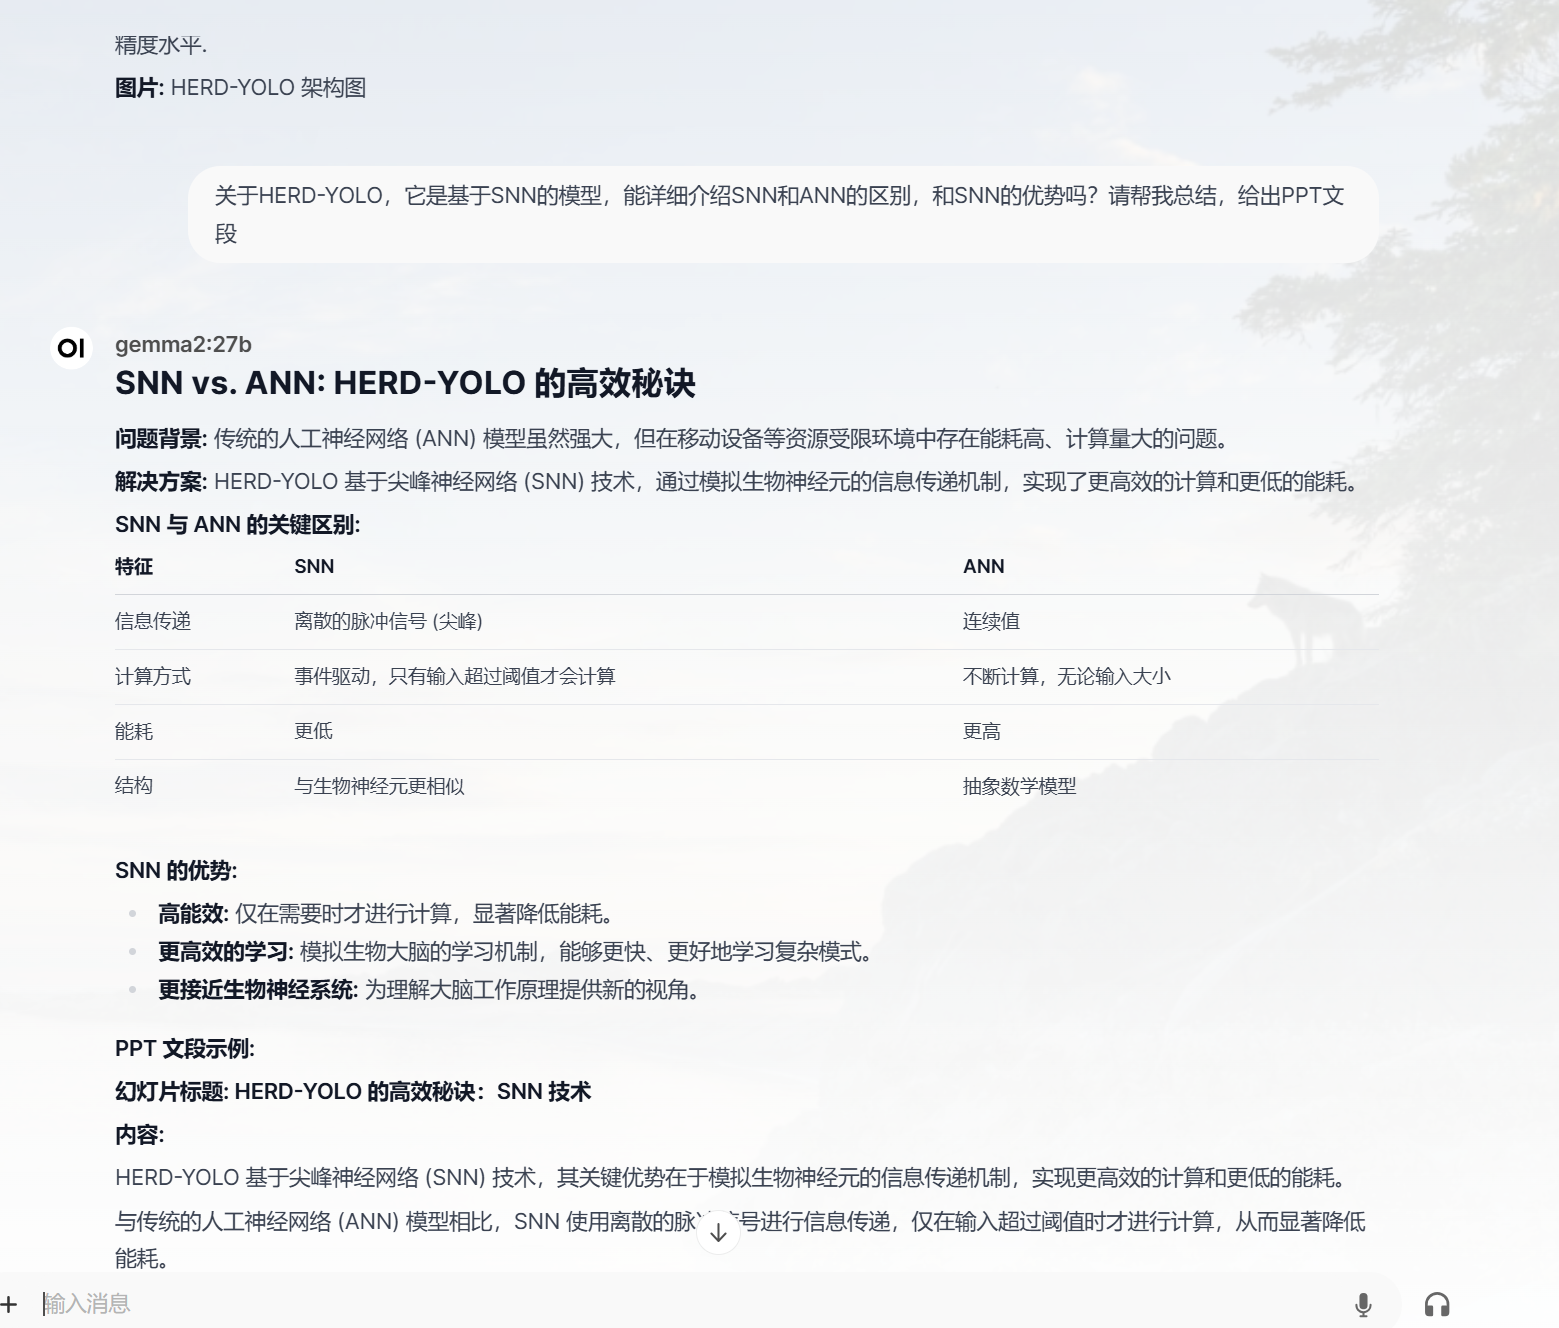 精度水平.
图片: HERD-YOLO 架构图
关于HERD-YOLO，它是基于SNN的模型，能详细介绍SNN和ANN的区别，和SNN的优势吗？请帮我总结，给出PPT文
段
OI
gemma2:27b
SNN vs. ANN: HERD-YOLO 的高效秘诀
问题背景: 传统的人工神经网络 (ANN) 模型虽然强大，但在移动设备等资源受限环境中存在能耗高、计算量大的问题。
解决方案: HERD-YOLO 基于尖峰神经网络 (SNN) 技术，通过模拟生物神经元的信息传递机制，实现了更高效的计算和更低的能耗。
SNN 与 ANN 的关键区别:
特征 SNN ANN
信息传递 离散的脉冲信号 (尖峰) 连续值
计算方式 事件驱动，只有输入超过阈值才会计算 不断计算，无论输入大小
能耗 更低 更高
结构 与生物神经元更相似 抽象数学模型
SNN 的优势:
• 高能效: 仅在需要时才进行计算，显著降低能耗。
• 更高效的学习: 模拟生物大脑的学习机制，能够更快、更好地学习复杂模式。
• 更接近生物神经系统: 为理解大脑工作原理提供新的视角。
PPT 文段示例:
幻灯片标题: HERD-YOLO 的高效秘诀：SNN 技术
内容:
HERD-YOLO 基于尖峰神经网络 (SNN) 技术，其关键优势在于模拟生物神经元的信息传递机制，实现更高效的计算和更低的能耗。
与传统的人工神经网络 (ANN) 模型相比，SNN 使用离散的脉号进行信息传递，仅在输入超过阈值时才进行计算，从而显著降低
能耗。
输入消息